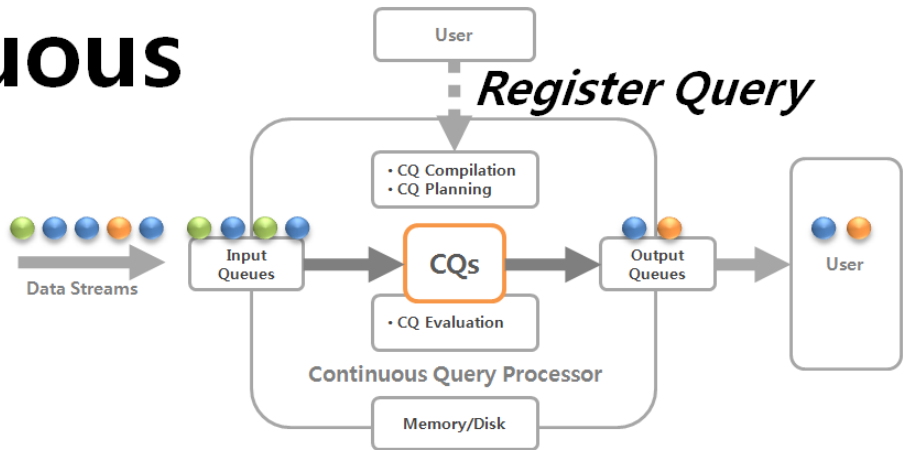 uous
User
Register Query
• CQ Compilation
• CQ Planning
Data Streams
Input
Queues
CQs
Output
Queues
User
• CQ Evaluation
Continuous Query Processor
Memory/Disk